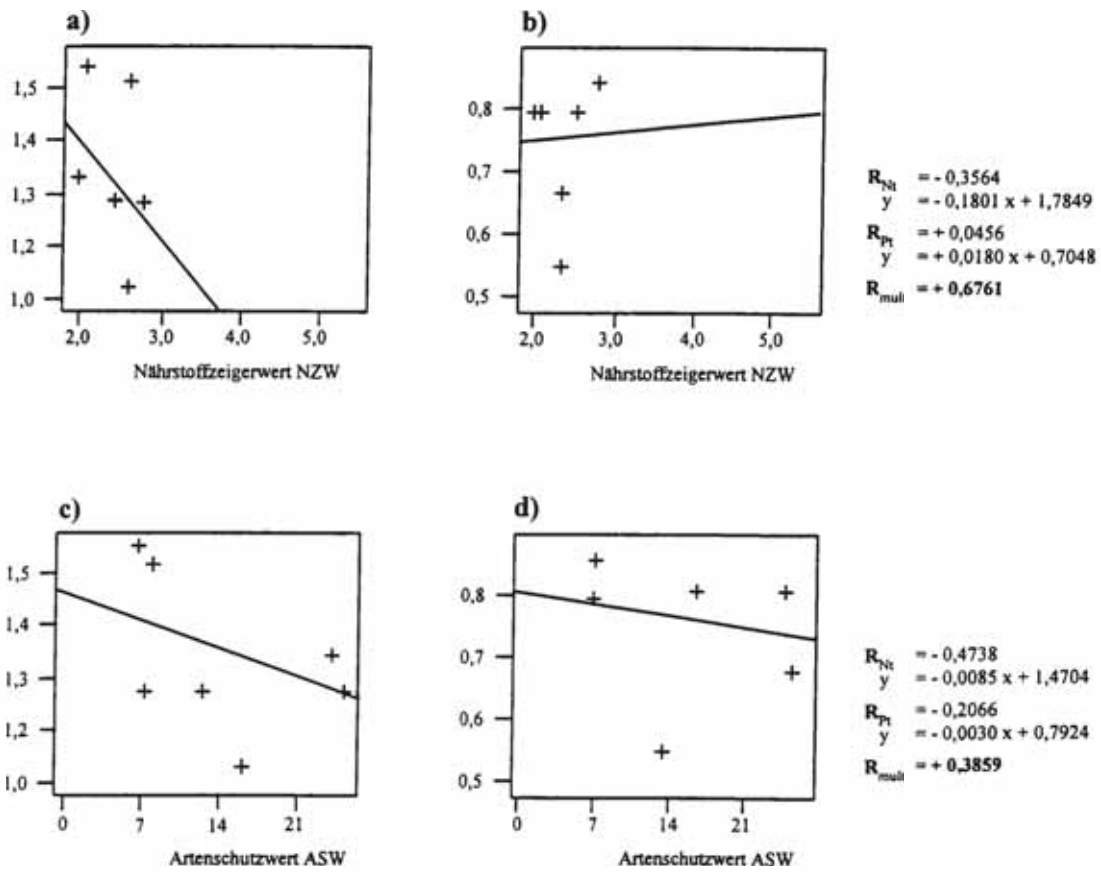 a)
1,5
1,4
1,3
1,2
1,0
2,0 3,0 4,0 5,0
Nährstoffzeigerwert NZW
b)
0,8
0,7
0,6
0,5
2,0 3,0 4,0 5,0
Nährstoffzeigerwert NZW
R_Nt = - 0,3564
y = - 0,1801 x + 1,7849
R_Pt = + 0,0456
y = + 0,0180 x + 0,7048
R_mult = + 0,6761
c)
1,5
1,4
1,3
1,2
1,0
0 7 14 21
Artenschutzwert ASW
d)
0,8
0,7
0,6
0,5
0 7 14 21
Artenschutzwert ASW
R_Nt = - 0,4738
y = - 0,0085 x + 1,4704
R_Pt = - 0,2066
y = - 0,0030 x + 0,7924
R_mult = + 0,3859